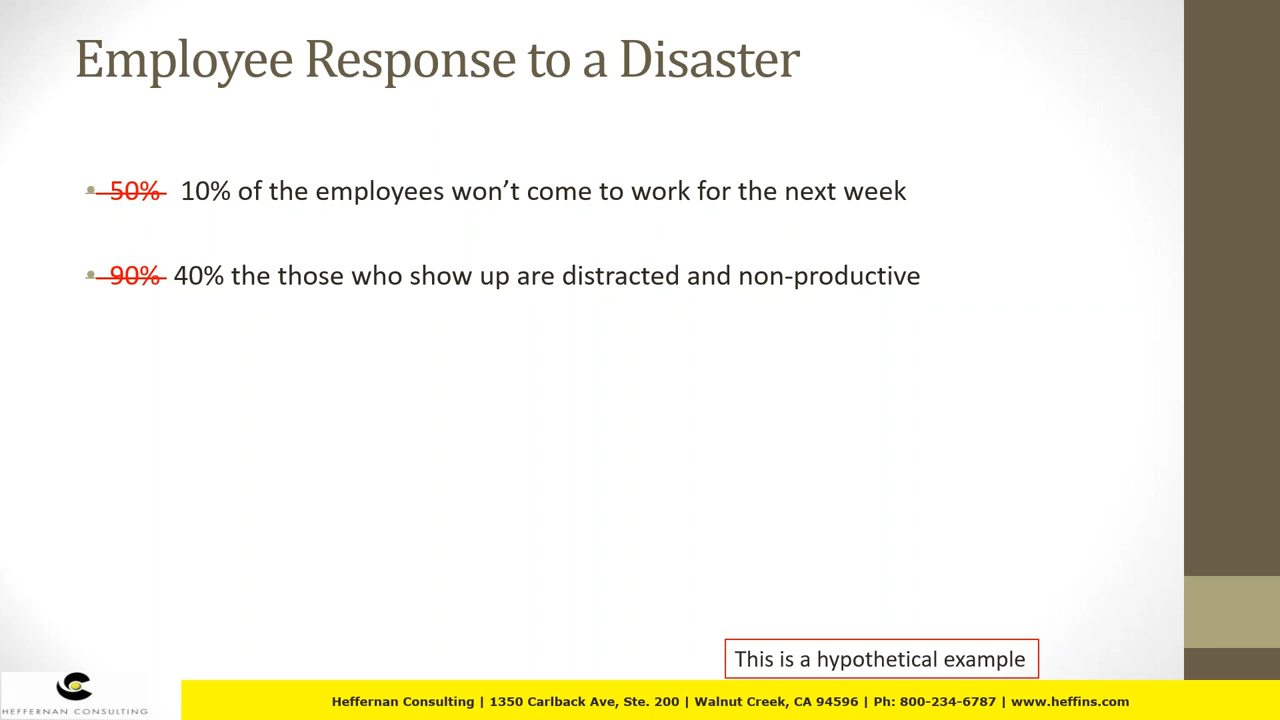 Employee Response to a Disaster
• 50% 10% of the employees won’t come to work for the next week
• 90% 40% the those who show up are distracted and non-productive
This is a hypothetical example
HEFFERNAN CONSULTING
Heffernan Consulting | 1350 Carlback Ave, Ste. 200 | Walnut Creek, CA 94596 | Ph: 800-234-6787 | www.heffins.com